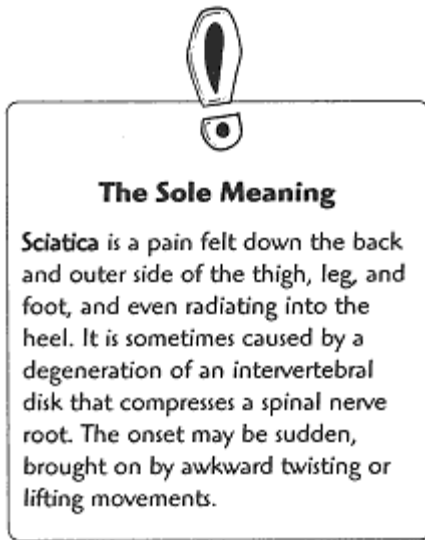 The Sole Meaning
Sciatica is a pain felt down the back
and outer side of the thigh, leg, and
foot, and even radiating into the
heel. It is sometimes caused by a
degeneration of an intervertebral
disk that compresses a spinal nerve
root. The onset may be sudden,
brought on by awkward twisting or
lifting movements.